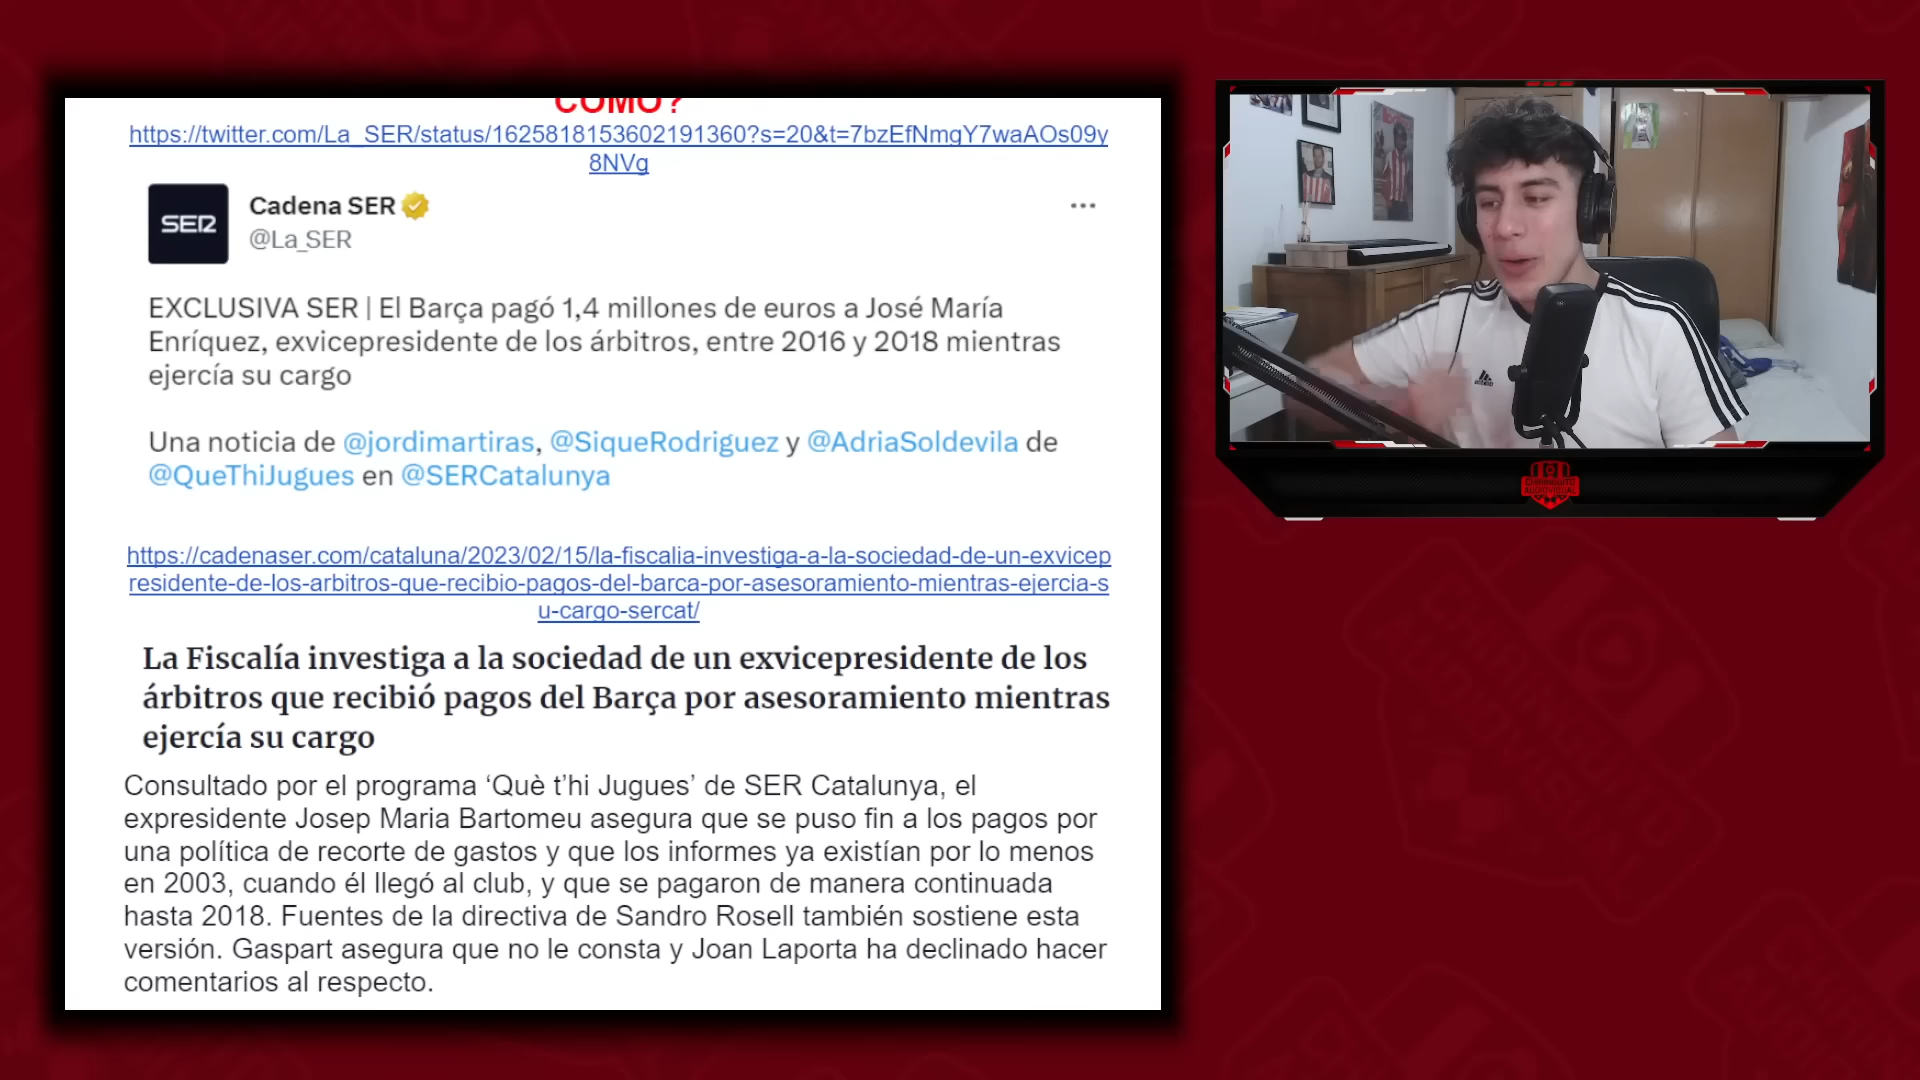 COMO?
https://twitter.com/La_SER/status/1625818153602191360?s=20&t=7bzEfNmgY7waAOs09y
8NVg
SER
Cadena SER
@La_SER
EXCLUSIVA SER | El Barça pagó 1,4 millones de euros a José María
Enríquez, exvicepresidente de los árbitros, entre 2016 y 2018 mientras
ejercía su cargo
Una noticia de @jordimartiras, @SiqueRodriguez y @AdriaSoldevila de
@QueThiJugues en @SERCatalunya
https://cadenaser.com/cataluna/2023/02/15/la-fiscalia-investiga-a-la-sociedad-de-un-exvicep
residente-de-los-arbitros-que-recibio-pagos-del-barca-por-asesoramiento-mientras-ejercia-s
u-cargo-sercat/
La Fiscalía investiga a la sociedad de un exvicepresidente de los
árbitros que recibió pagos del Barça por asesoramiento mientras
ejercía su cargo
Consultado por el programa ‘Què t’hi Jugues’ de SER Catalunya, el
expresidente Josep Maria Bartomeu asegura que se puso fin a los pagos por
una política de recorte de gastos y que los informes ya existían por lo menos
en 2003, cuando él llegó al club, y que se pagaron de manera continuada
hasta 2018. Fuentes de la directiva de Sandro Rosell también sostiene esta
versión. Gaspart asegura que no le consta y Joan Laporta ha declinado hacer
comentarios al respecto.
CHIRINGUITO
AUDIOVISUAL